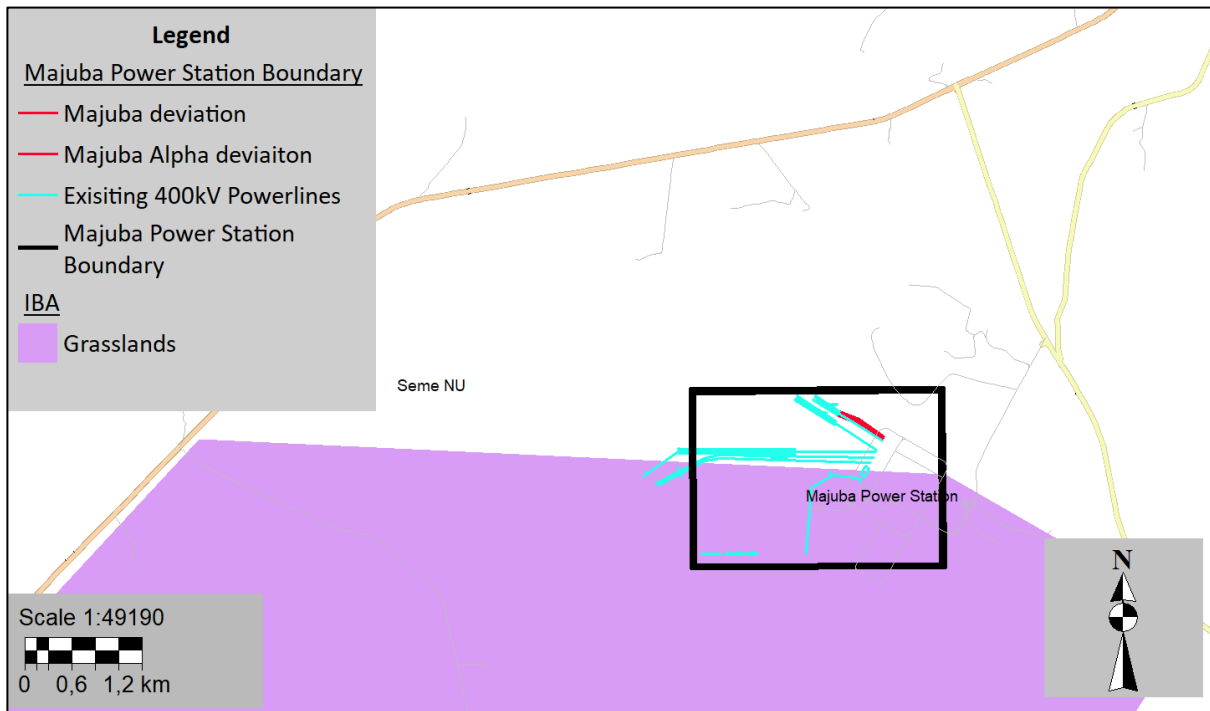 Legend
Majuba Power Station Boundary
Majuba deviation
Majuba Alpha deviaiton
Exisiting 400kV Powerlines
Majuba Power Station
Boundary
IBA
Grasslands
Seme NU
Majuba Power Station
N
Scale 1:49190
0 0,6 1,2 km